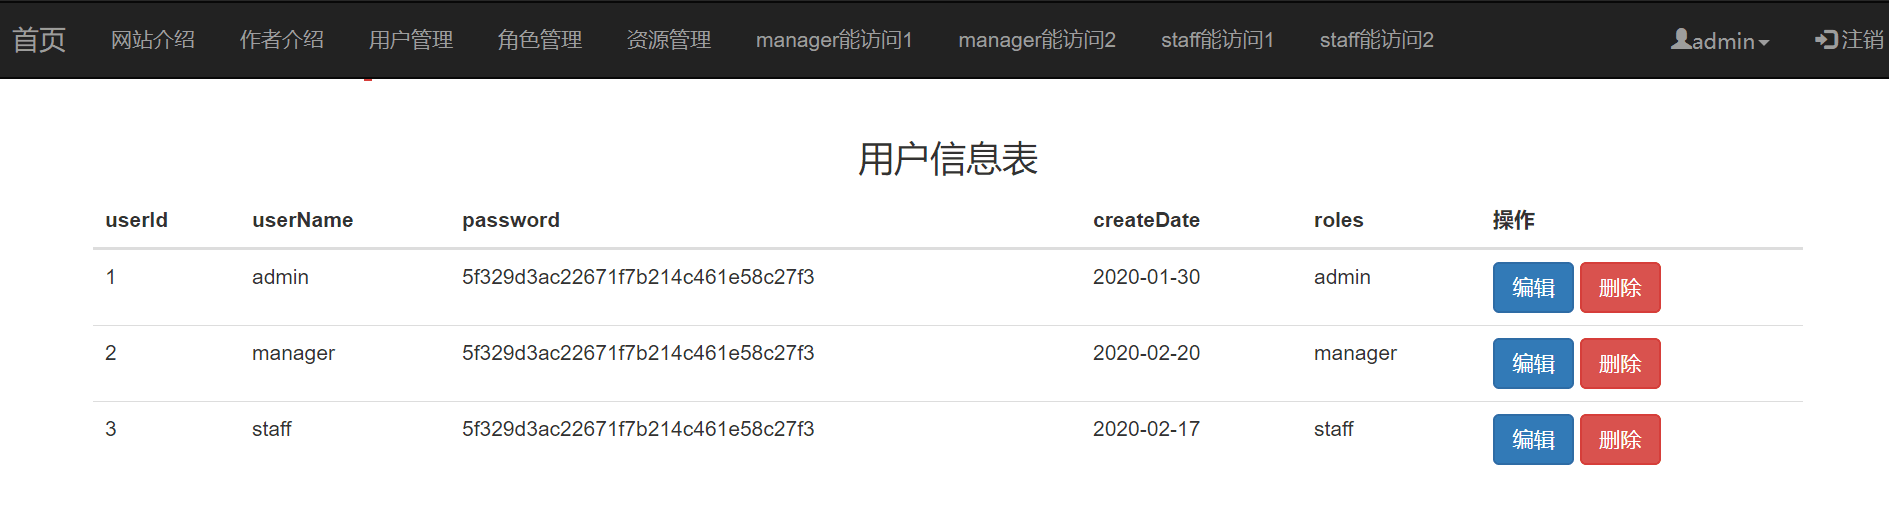 首页 网站介绍 作者介绍 用户管理 角色管理 资源管理 manager能访问1 manager能访问2 staff能访问1 staff能访问2 admin 注销
用户信息表
userId userName password createDate roles 操作
1 admin 5f329d3ac22671f7b214c461e58c27f3 2020-01-30 admin 编辑 删除
2 manager 5f329d3ac22671f7b214c461e58c27f3 2020-02-20 manager 编辑 删除
3 staff 5f329d3ac22671f7b214c461e58c27f3 2020-02-17 staff 编辑 删除